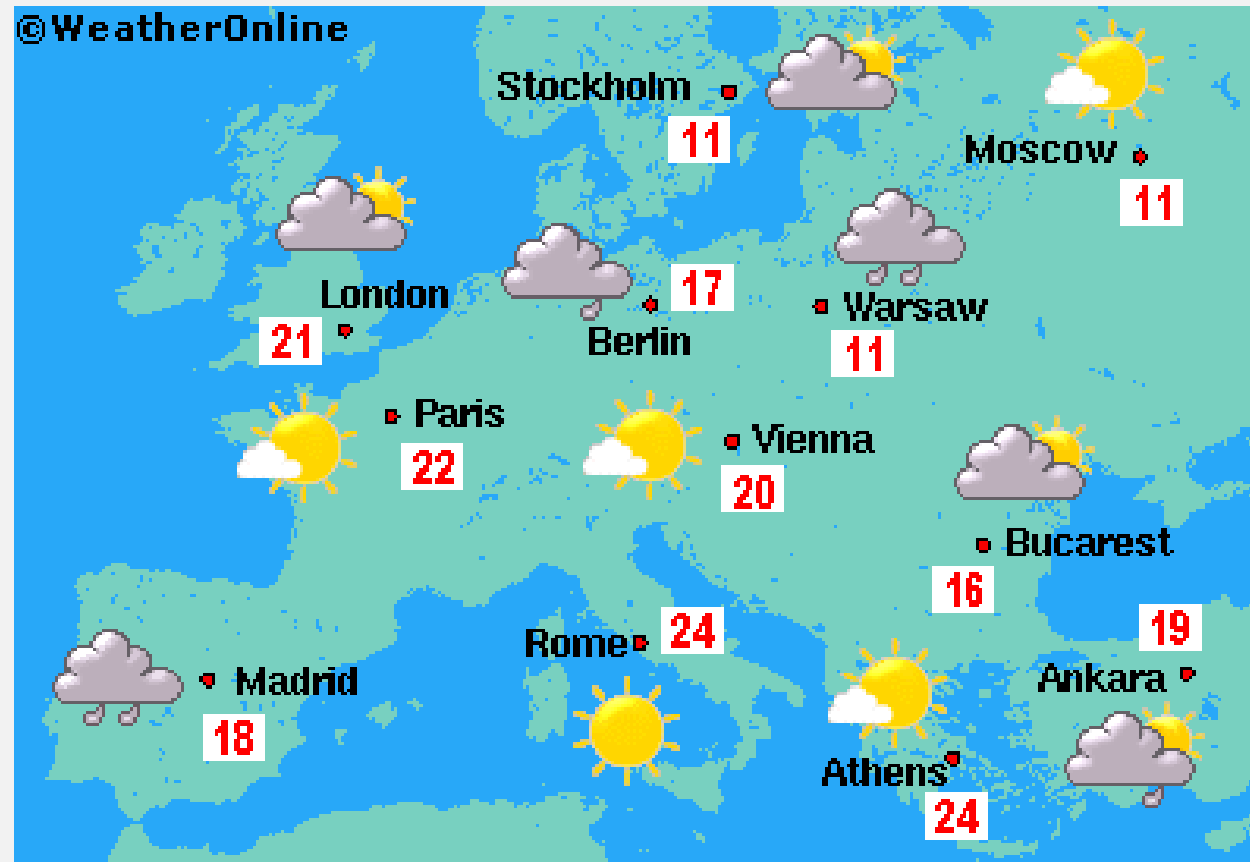 ©WeatherOnline
Stockholm
11
Moscow
11
London
21
Berlin
17
Warsaw
11
Paris
22
Vienna
20
Bucarest
16
Rome
24
Madrid
18
Ankara
19
Athens
24